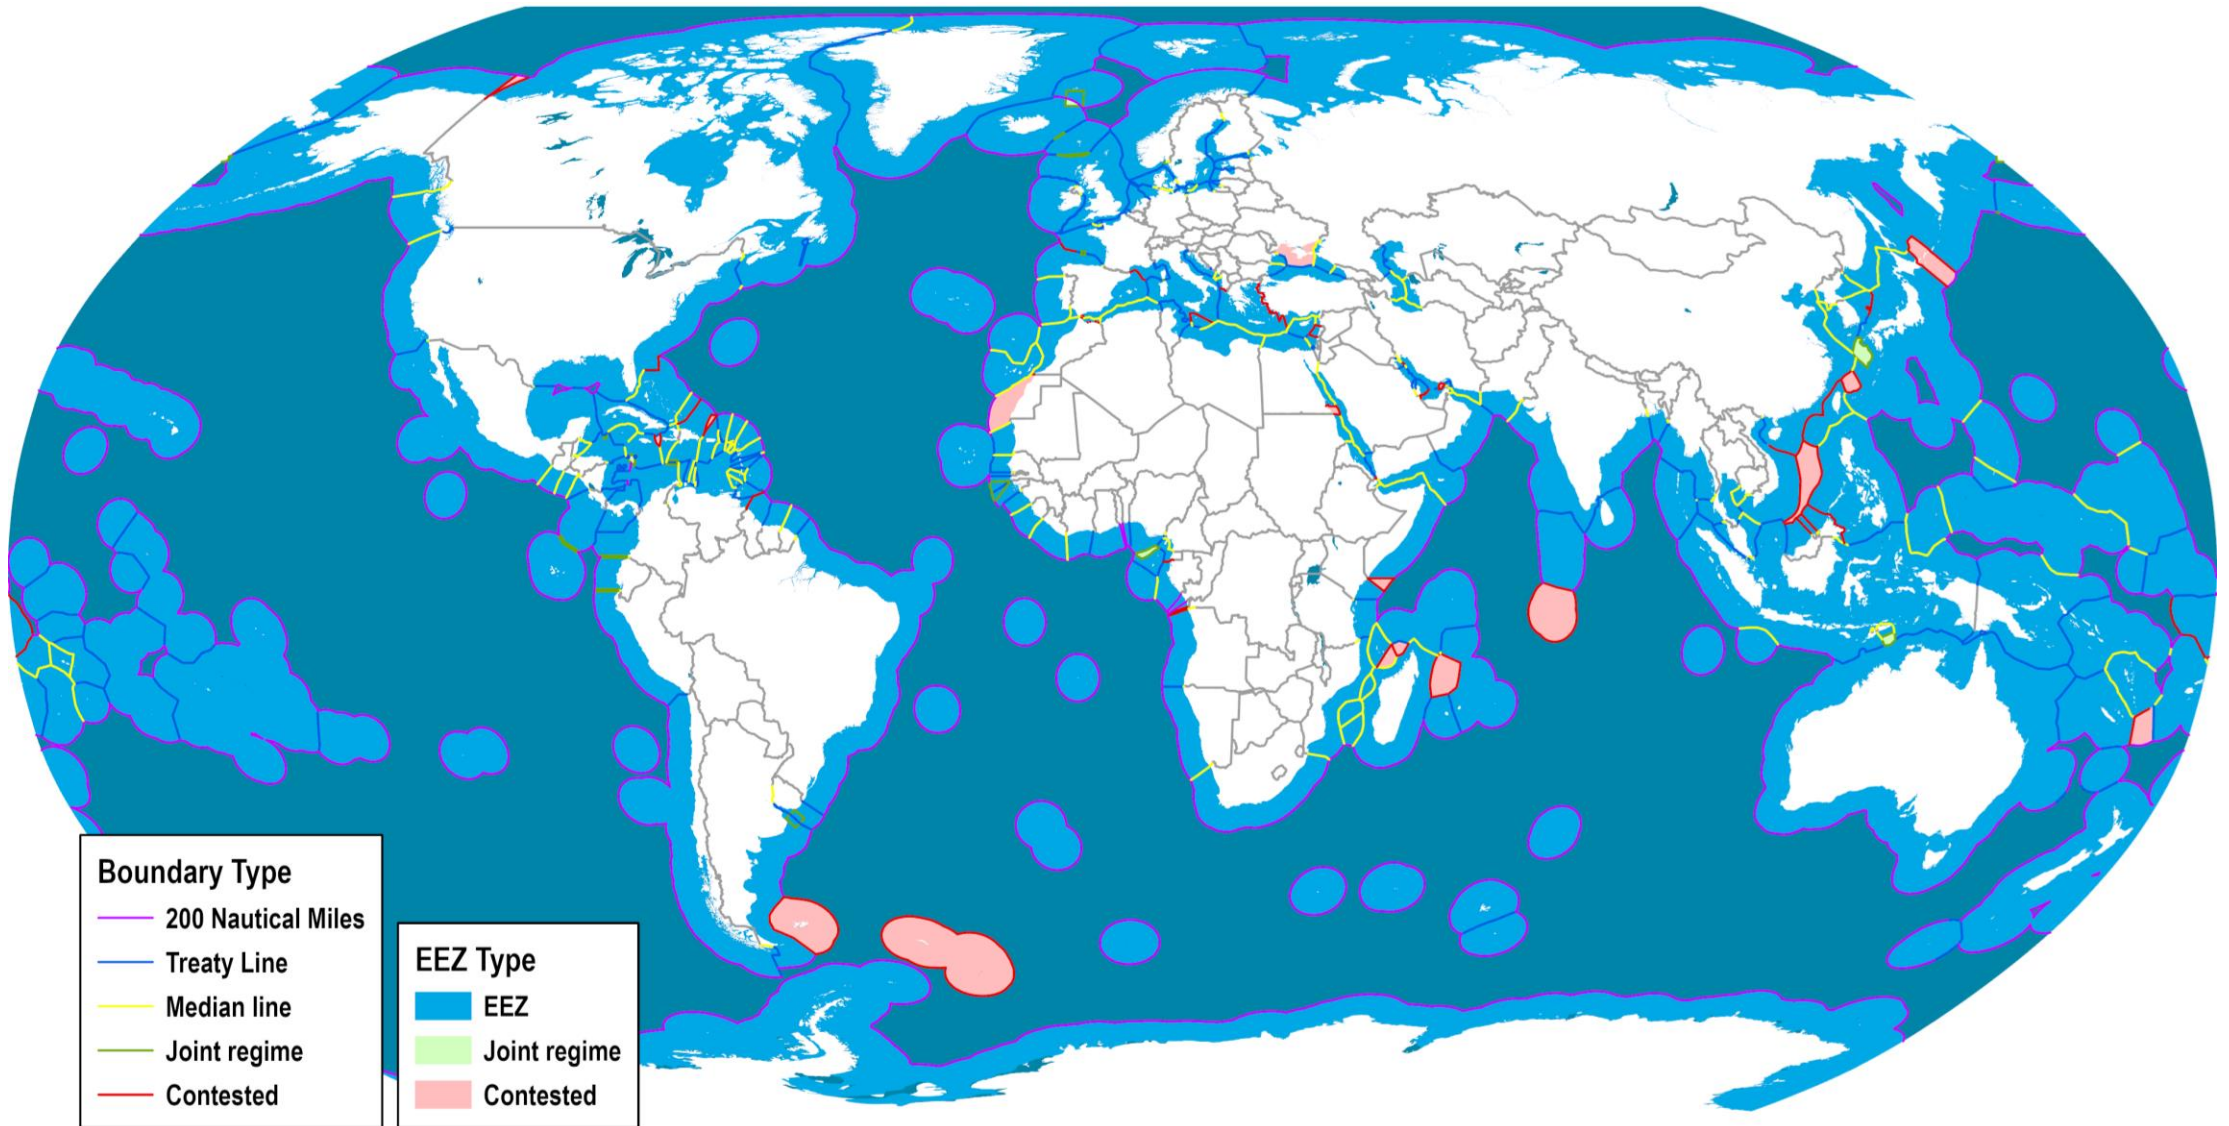 Boundary Type
200 Nautical Miles
Treaty Line
Median line
Joint regime
Contested
EEZ Type
EEZ
Joint regime
Contested